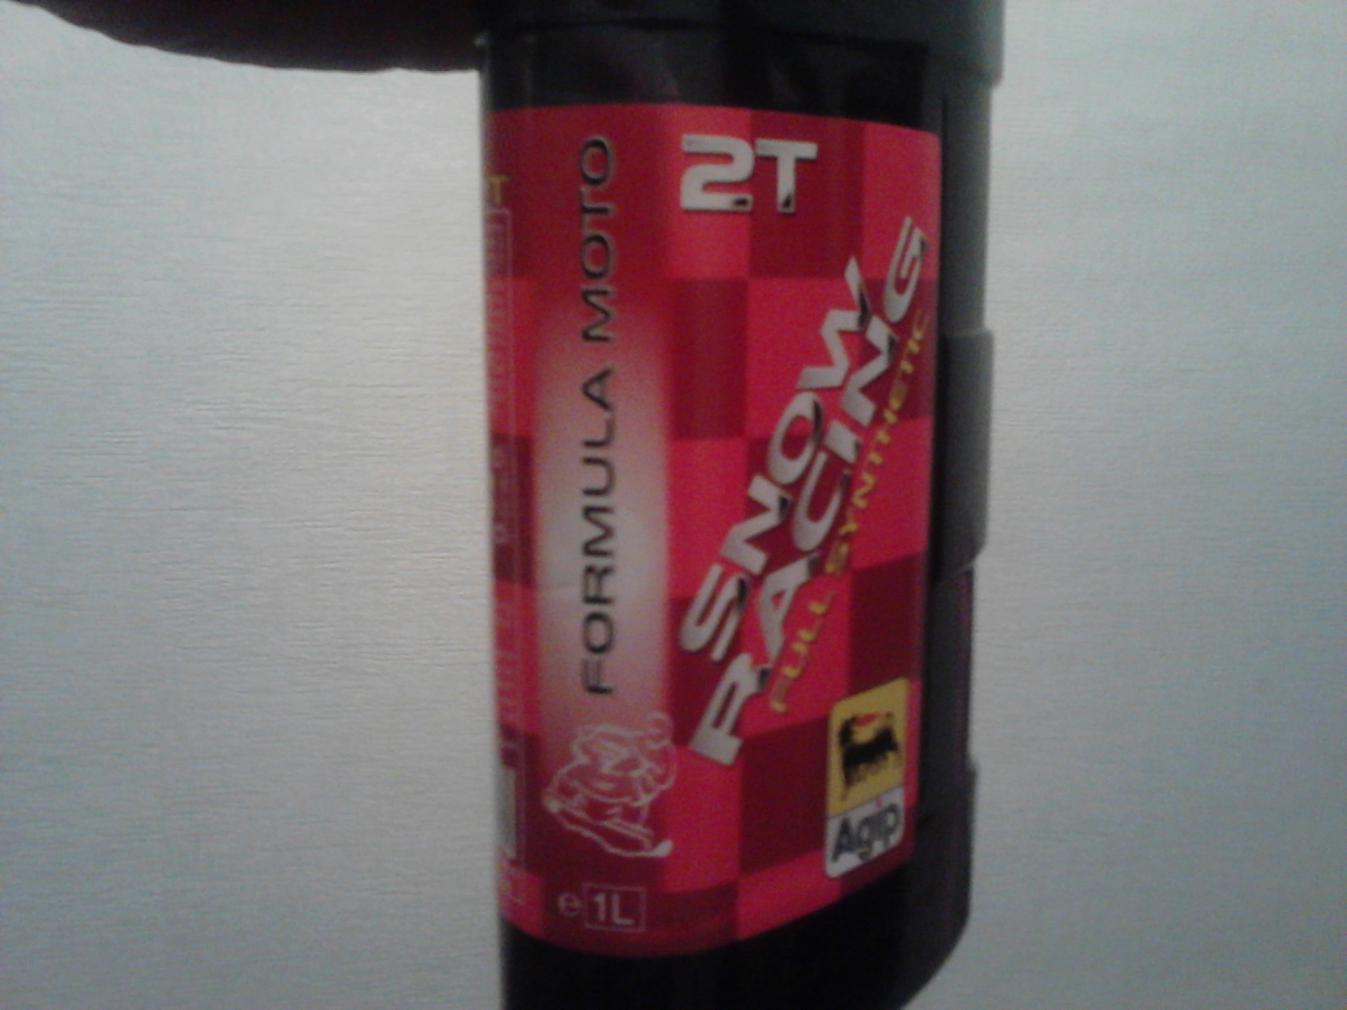 2T
FORMULA MOTO
SNOW
RACING
FULL SYNTHETIC
Agip
e 1L